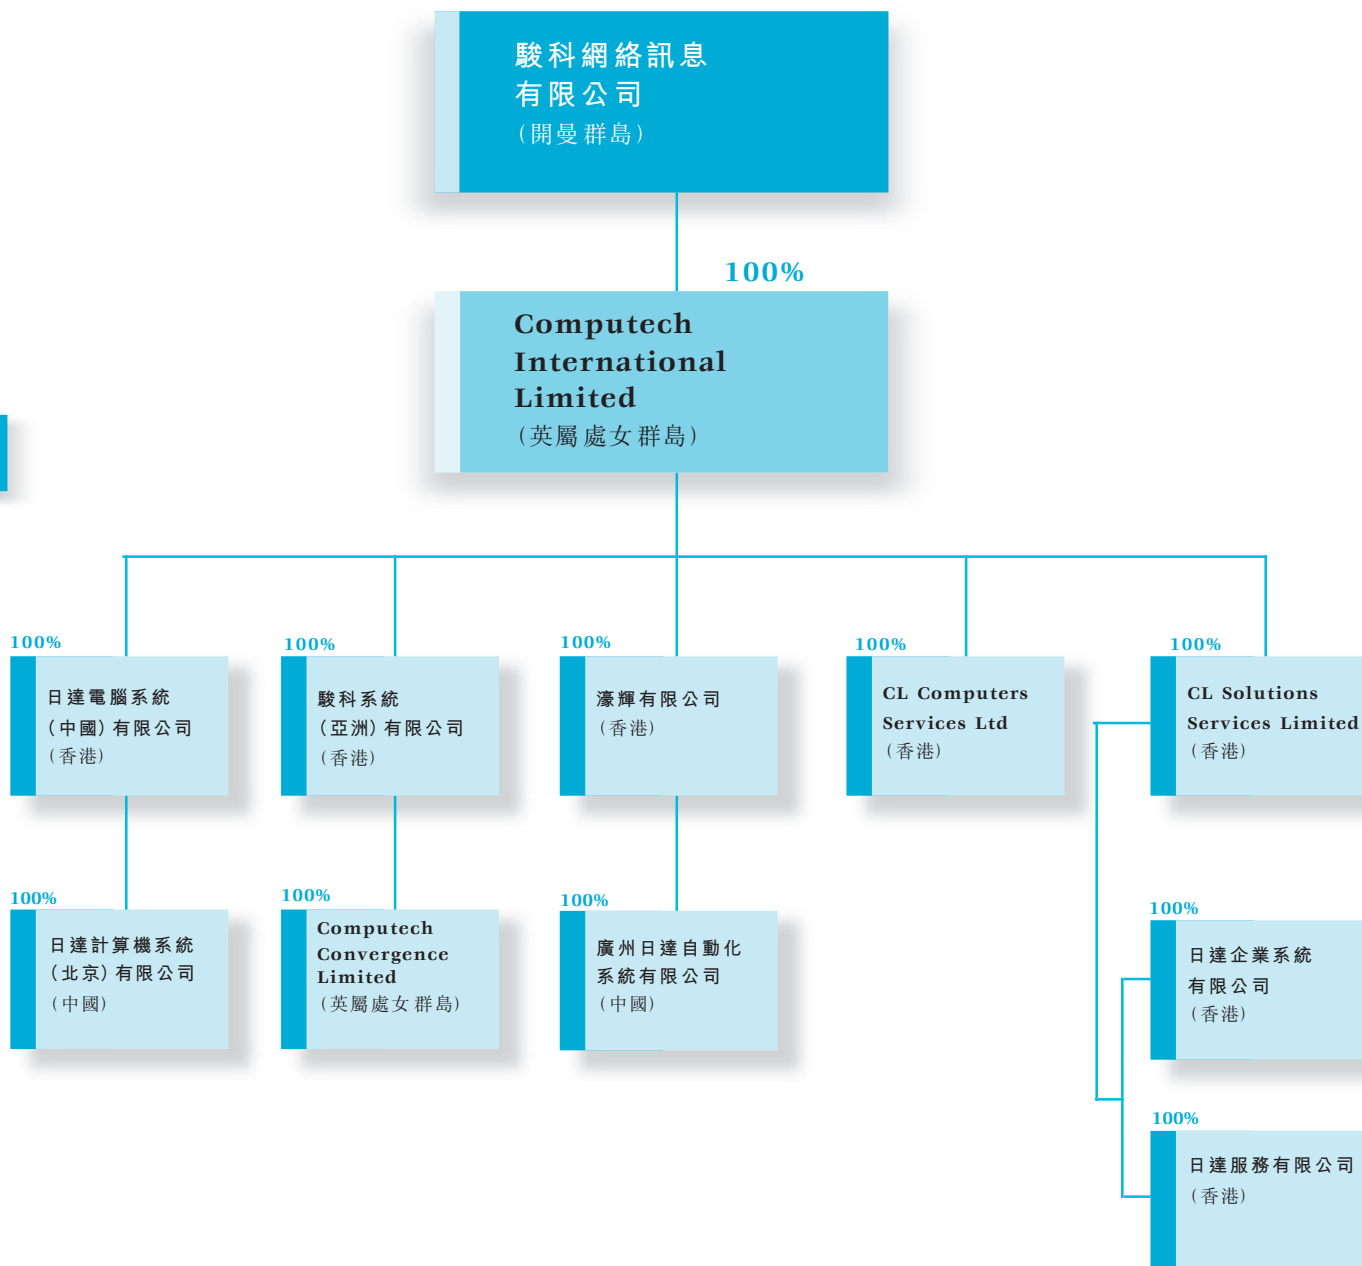 駿科網絡訊息
有限公司
（開曼群島）
100%
Computech
International
Limited
（英屬處女群島）
100%
日達電腦系統
（中國）有限公司
（香港）
100%
駿科系統
（亞洲）有限公司
（香港）
100%
濠輝有限公司
（香港）
100%
CL Computers
Services Ltd
（香港）
100%
CL Solutions
Services Limited
（香港）
100%
日達計算機系統
（北京）有限公司
（中國）
100%
Computech
Convergence
Limited
（英屬處女群島）
100%
廣州日達自動化
系統有限公司
（中國）
100%
日達企業系統
有限公司
（香港）
100%
日達服務有限公司
（香港）